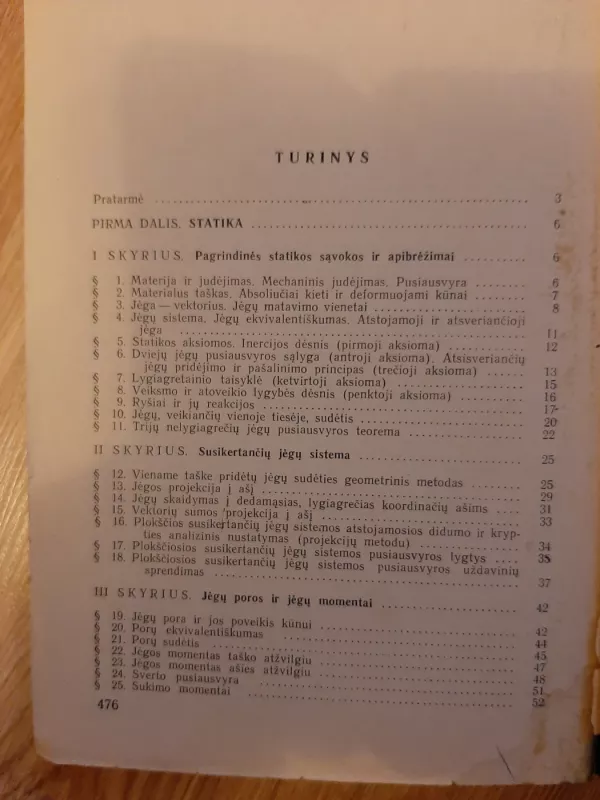 TURINYS
Pratarmė 3
PIRMA DALIS. STATIKA 6
I SKYRIUS. Pagrindinės statikos sąvokos ir apibrėžimai 6
§ 1. Materija ir judėjimas. Mechaninis judėjimas. Pusiausvyra 6
§ 2. Materialus taškas. Absoliučiai kieti ir deformuojami kūnai 7
§ 3. Jėga — vektorius. Jėgų matavimo vienetai 8
§ 4. Jėgų sistema. Jėgų ekvivalentiškumas. Atstojamoji ir atsveriančioji
jėga 11
§ 5. Statikos aksiomos. Inercijos dėsnis (pirmoji aksioma) 12
§ 6. Dviejų jėgų pusiausvyros sąlyga (antroji aksioma). Atsisveriančių
jėgų pridėjimo ir pašalinimo principas (trečioji aksioma) 13
§ 7. Lygiagretainio taisyklė (ketvirtoji aksioma) 15
§ 8. Veiksmo ir atoveikio lygybės dėsnis (penktoji aksioma) 16
§ 9. Ryšiai ir jų reakcijos 17
§ 10. Jėgų, veikiančių vienoje tiesėje, sudėtis 20
§ 11. Trijų nelygiagrečių jėgų pusiausvyros teorema 22
II SKYRIUS. Susikertančių jėgų sistema 25
§ 12. Viename taške pridėtų jėgų sudėties geometrinis metodas 25
§ 13. Jėgos projekcija į ašį 29
§ 14. Jėgų skaidymas į dedamąsias, lygiagrečias koordinačių ašims 31
§ 15. Vektorių sumos projekcija į ašį 33
§ 16. Plokščios susikertančių jėgų sistemos atstojamosios didumo ir kryp-
ties analizinis nustatymas (projekcijų metodu) 34
§ 17. Plokščiosios susikertančių jėgų sistemos pusiausvyros lygtys 35
§ 18. Plokščiosios susikertančių jėgų sistemos pusiausvyros uždavinių
sprendimas 37
III SKYRIUS. Jėgų poros ir jėgų momentai 42
§ 19. Jėgų pora ir jos poveikis kūnui 42
§ 20. Porų ekvivalentiškumas 44
§ 21. Porų sudėtis 45
§ 22. Jėgos momentas taško atžvilgiu 47
§ 23. Jėgos momentas ašies atžvilgiu 48
§ 24. Sverto pusiausvyra 51
§ 25. Sukimo momentai 52
476